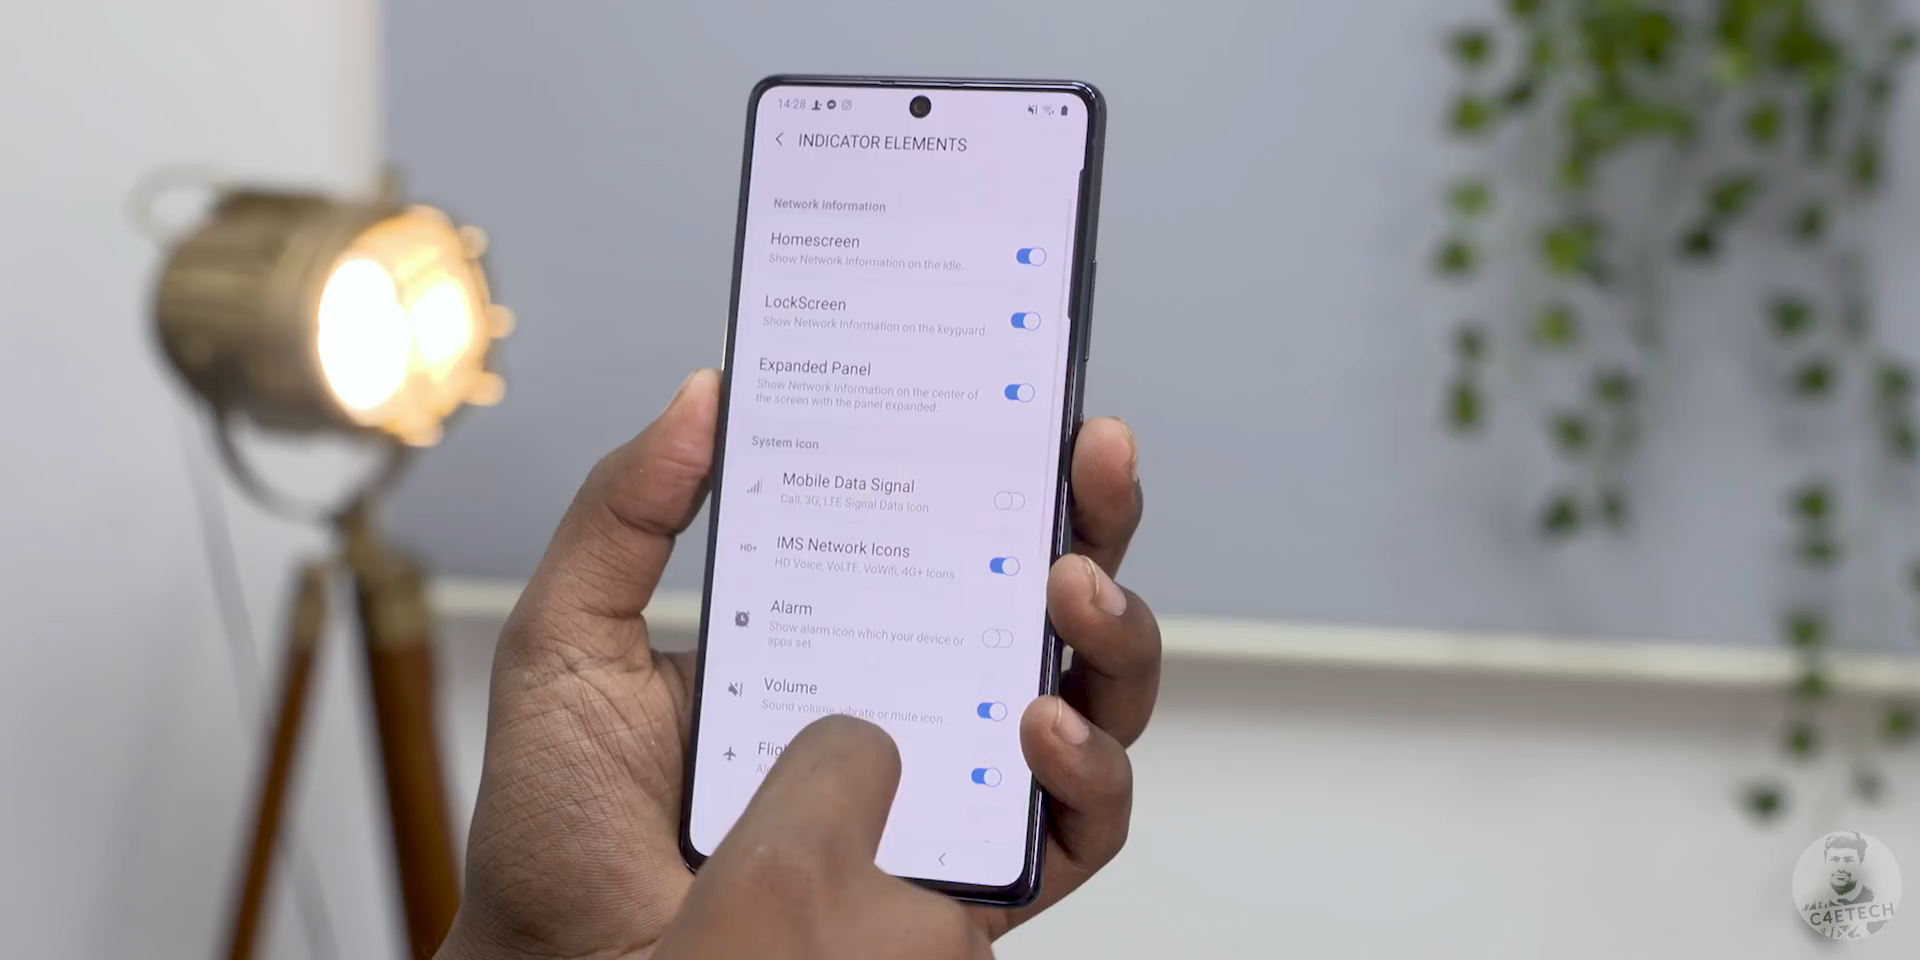 14:28
INDICATOR ELEMENTS
Network information
Homescreen
Show Network Information on the Idle.
LockScreen
Show Network Information on the keyguard.
Expanded Panel
Show Network Information on the center of
the screen with the panel expanded.
System icon
Mobile Data Signal
Call, 3G, LTE Signal Data Icon
HD+
IMS Network Icons
HD Voice, VoLTE, VoWifi, 4G+ Icons
Alarm
Show alarm icon which your device or
apps set.
Volume
Sound volume, vibrate or mute icon.
C4ETECH